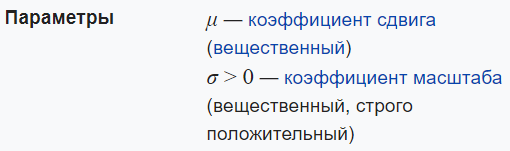 Параметры
μ — коэффициент сдвига
(вещественный)
σ > 0 — коэффициент масштаба
(вещественный, строго
положительный)